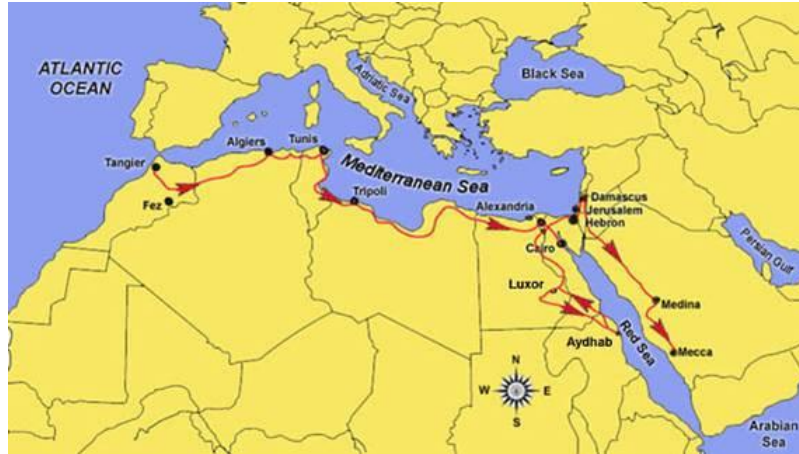 ATLANTIC
OCEAN
Adriatic Sea
Black Sea
Algiers
Tunis
Tangier
Mediterranean Sea
Fez
Tripoli
Alexandria
Damascus
Jerusalem
Hebron
Cairo
Persian Gulf
Luxor
Medina
Aydhab
Red Sea
Mecca
N
W
E
S
Arabian
Sea